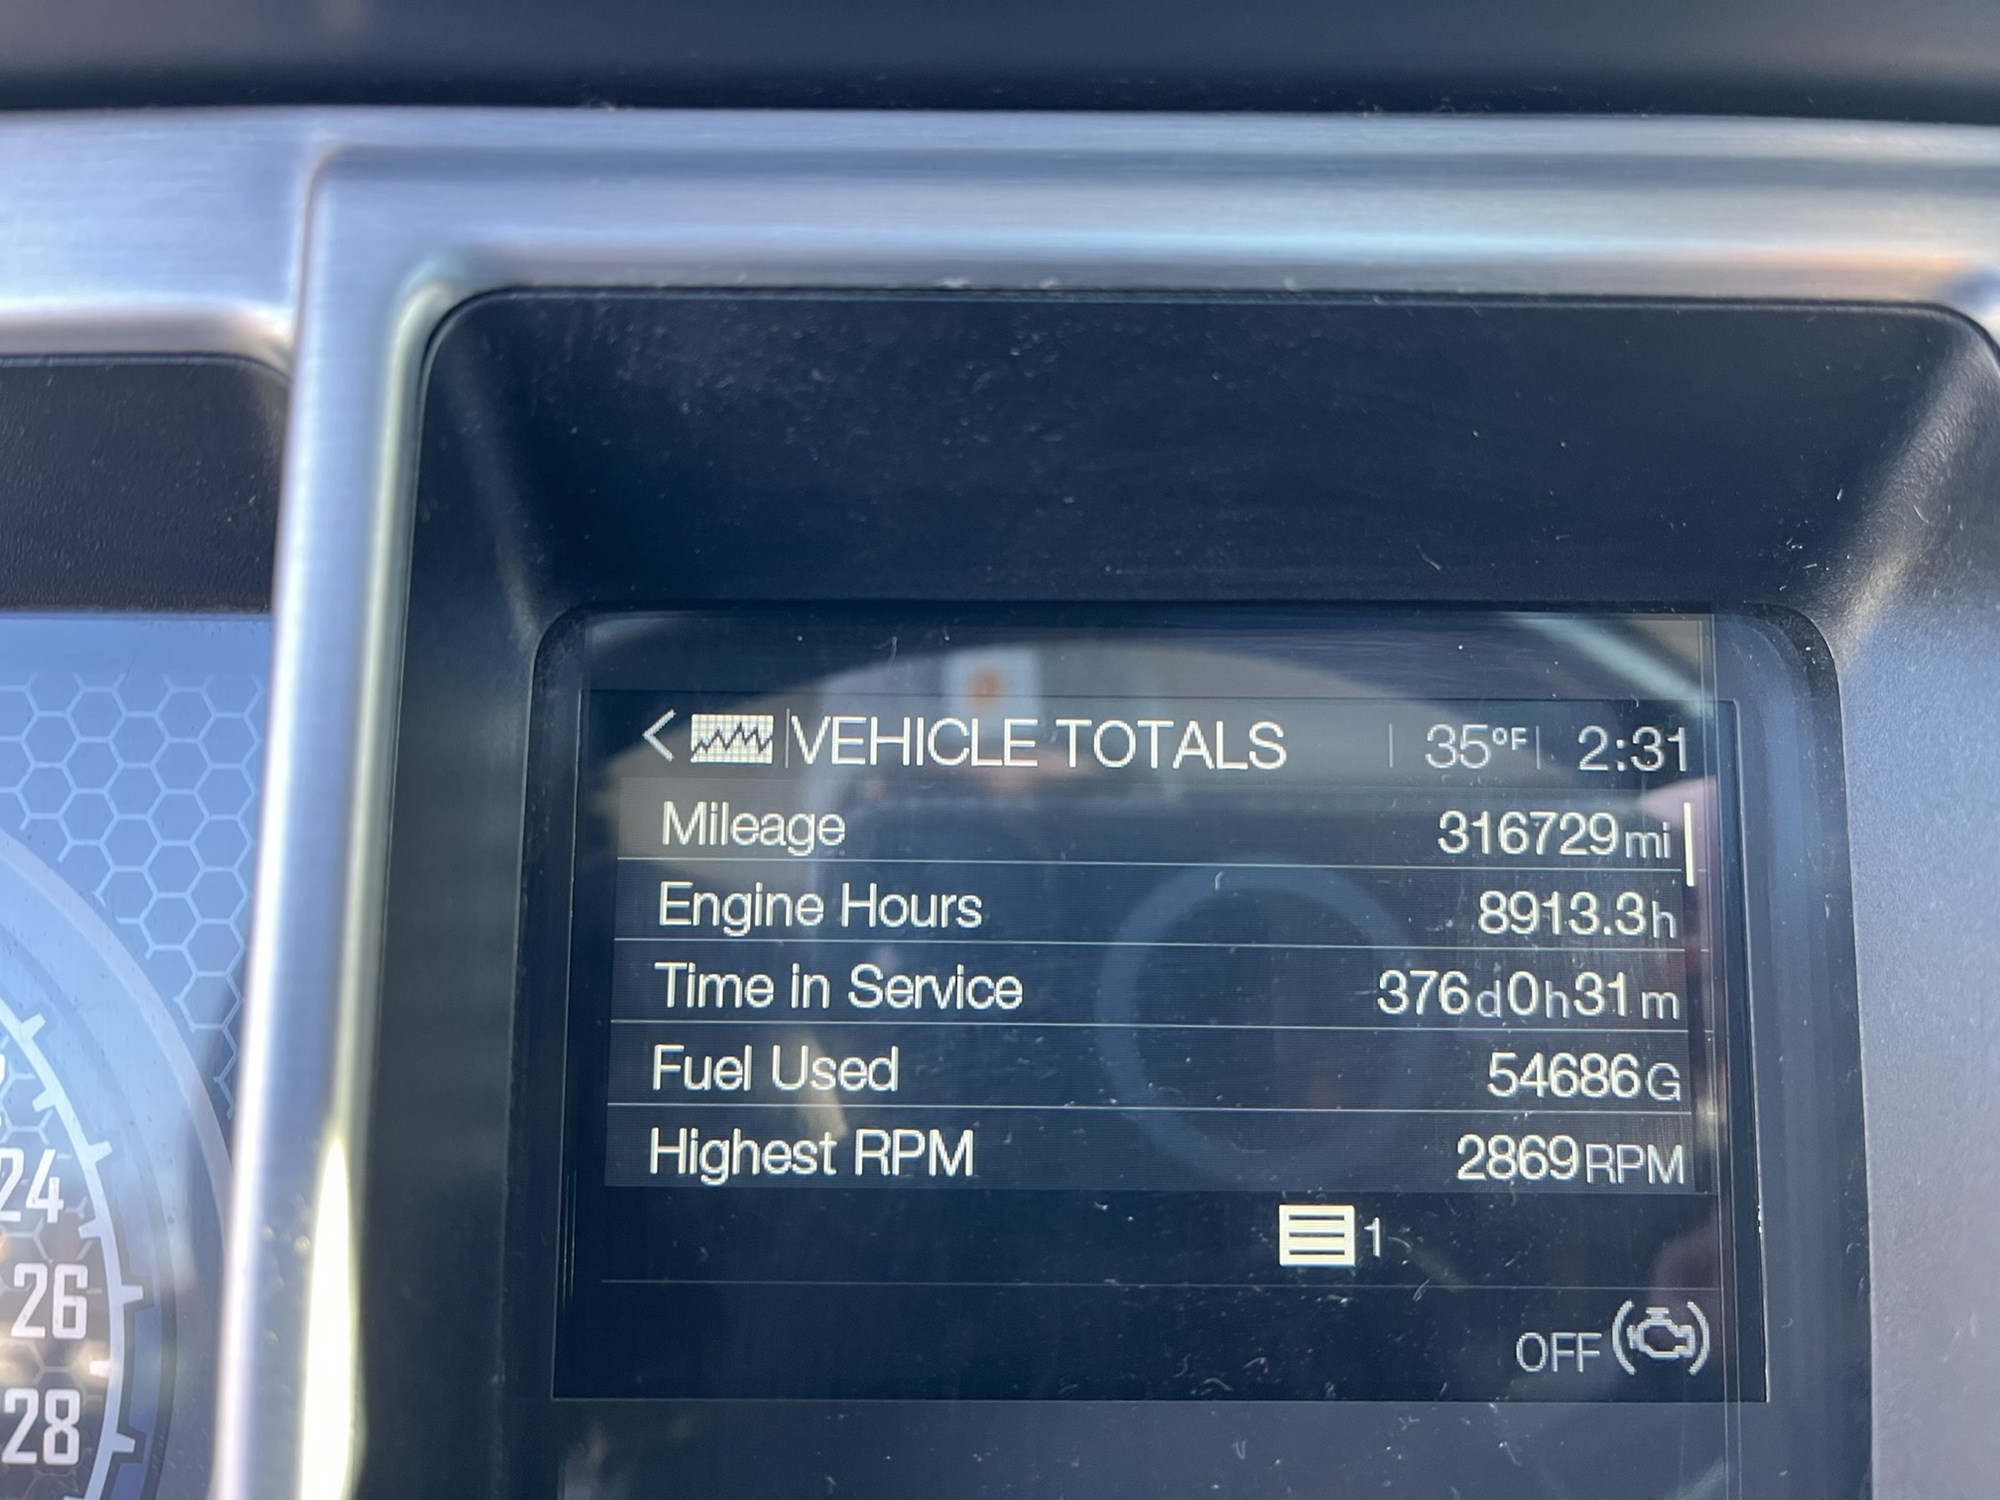 < VEHICLE TOTALS 35°F 2:31
Mileage 316729 mi
Engine Hours 8913.3 h
Time in Service 376 d 0 h 31 m
Fuel Used 54686 G
Highest RPM 2869 RPM
1
OFF
24
26
28